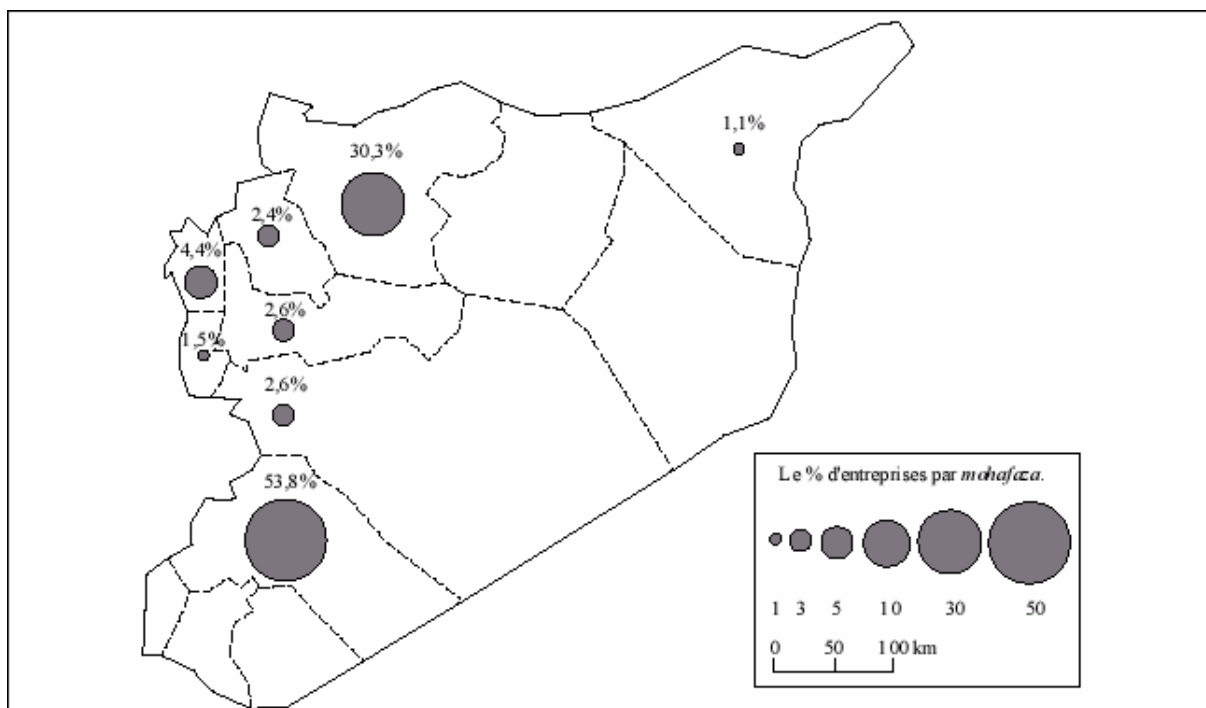 1,1%
30,3%
2,4%
4,4%
2,6%
1,5%
2,6%
53,8%
Le % d'entreprises par mohafaza.
1 3 5 10 30 50
0 50 100 km